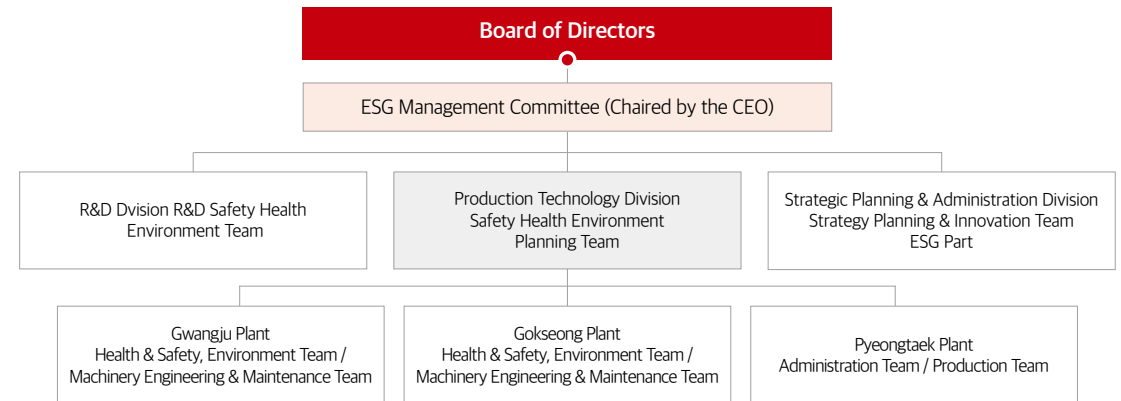 Board of Directors
ESG Management Committee (Chaired by the CEO)
R&D Dvision R&D Safety Health
Environment Team
Production Technology Division
Safety Health Environment
Planning Team
Strategic Planning & Administration Division
Strategy Planning & Innovation Team
ESG Part
Gwangju Plant
Health & Safety, Environment Team /
Machinery Engineering & Maintenance Team
Gokseong Plant
Health & Safety, Environment Team /
Machinery Engineering & Maintenance Team
Pyeongtaek Plant
Administration Team / Production Team